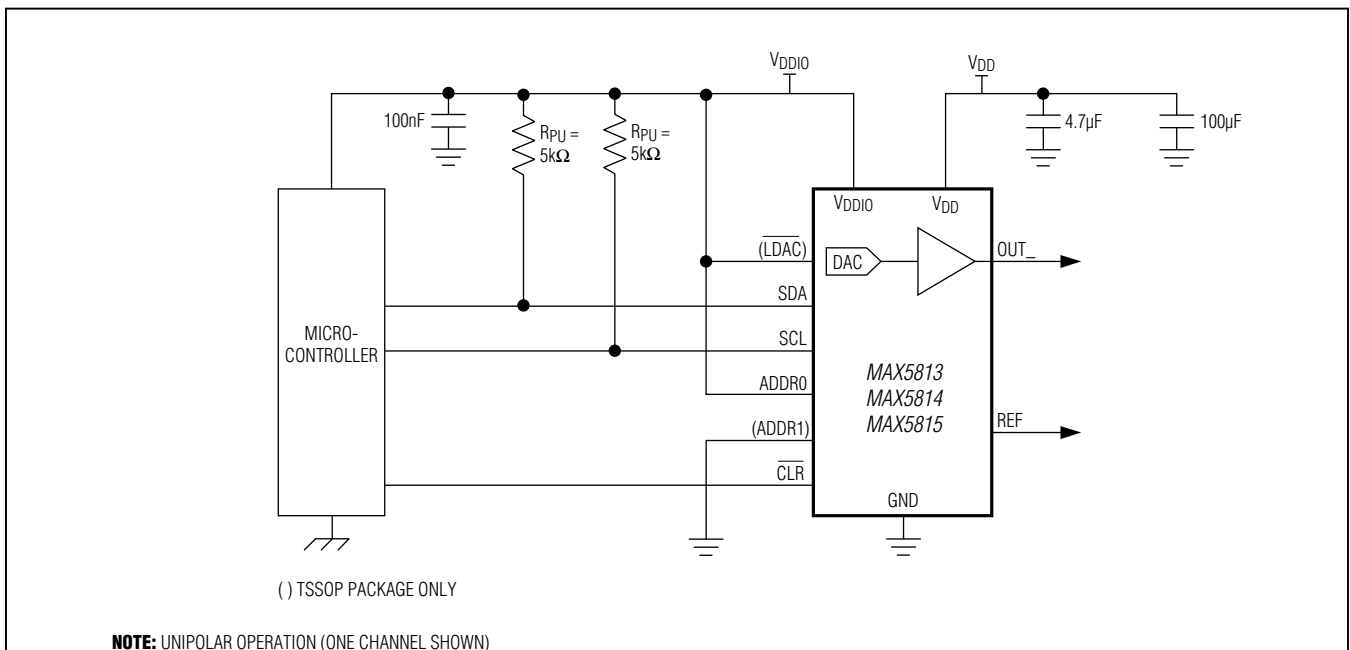 VDDIO
VDD
100nF
RPU =
5kΩ
RPU =
5kΩ
4.7µF
100µF
VDDIO
VDD
(LDAC)
DAC
OUT_
SDA
MICRO-
CONTROLLER
SCL
ADDR0
MAX5813
MAX5814
MAX5815
(ADDR1)
REF
CLR
GND
( ) TSSOP PACKAGE ONLY
NOTE: UNIPOLAR OPERATION (ONE CHANNEL SHOWN)